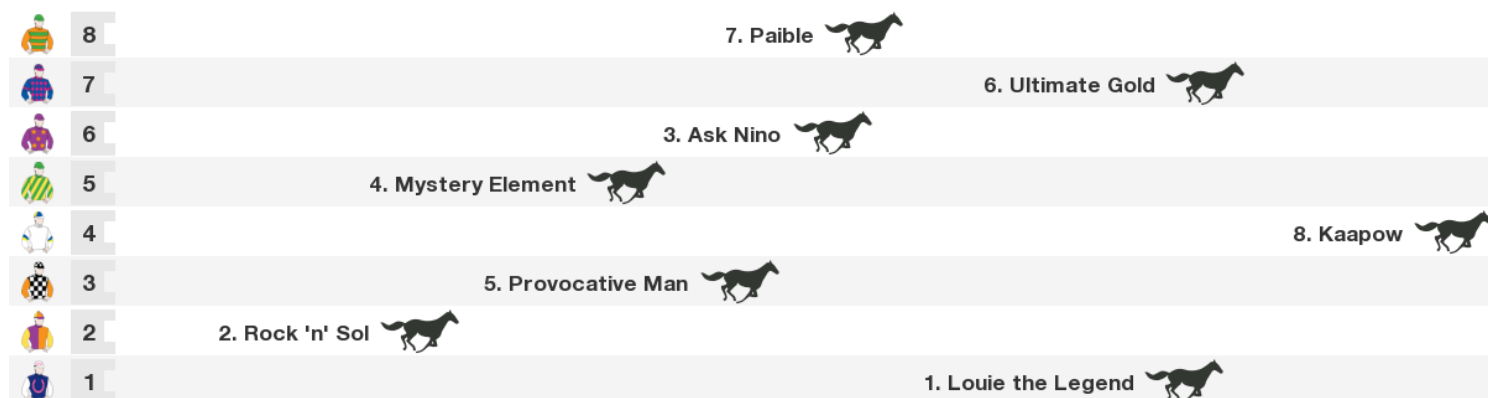 8 7. Paible
7 6. Ultimate Gold
6 3. Ask Nino
5 4. Mystery Element
4 8. Kaapow
3 5. Provocative Man
2 2. Rock 'n' Sol
1 1. Louie the Legend